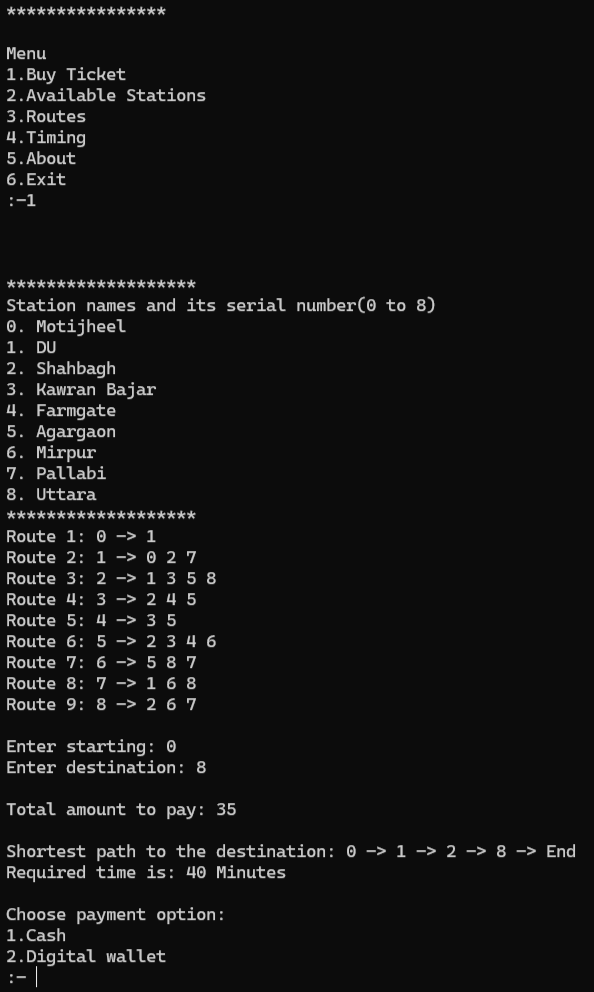 ****************
Menu
1.Buy Ticket
2.Available Stations
3.Routes
4.Timing
5.About
6.Exit
:-1
*******************
Station names and its serial number(0 to 8)
0. Motijheel
1. DU
2. Shahbagh
3. Kawran Bajar
4. Farmgate
5. Agargaon
6. Mirpur
7. Pallabi
8. Uttara
*******************
Route 1: 0 -> 1
Route 2: 1 -> 0 2 7
Route 3: 2 -> 1 3 5 8
Route 4: 3 -> 2 4 5
Route 5: 4 -> 3 5
Route 6: 5 -> 2 3 4 6
Route 7: 6 -> 5 8 7
Route 8: 7 -> 1 6 8
Route 9: 8 -> 2 6 7
Enter starting: 0
Enter destination: 8
Total amount to pay: 35
Shortest path to the destination: 0 -> 1 -> 2 -> 8 -> End
Required time is: 40 Minutes
Choose payment option:
1.Cash
2.Digital wallet
:-